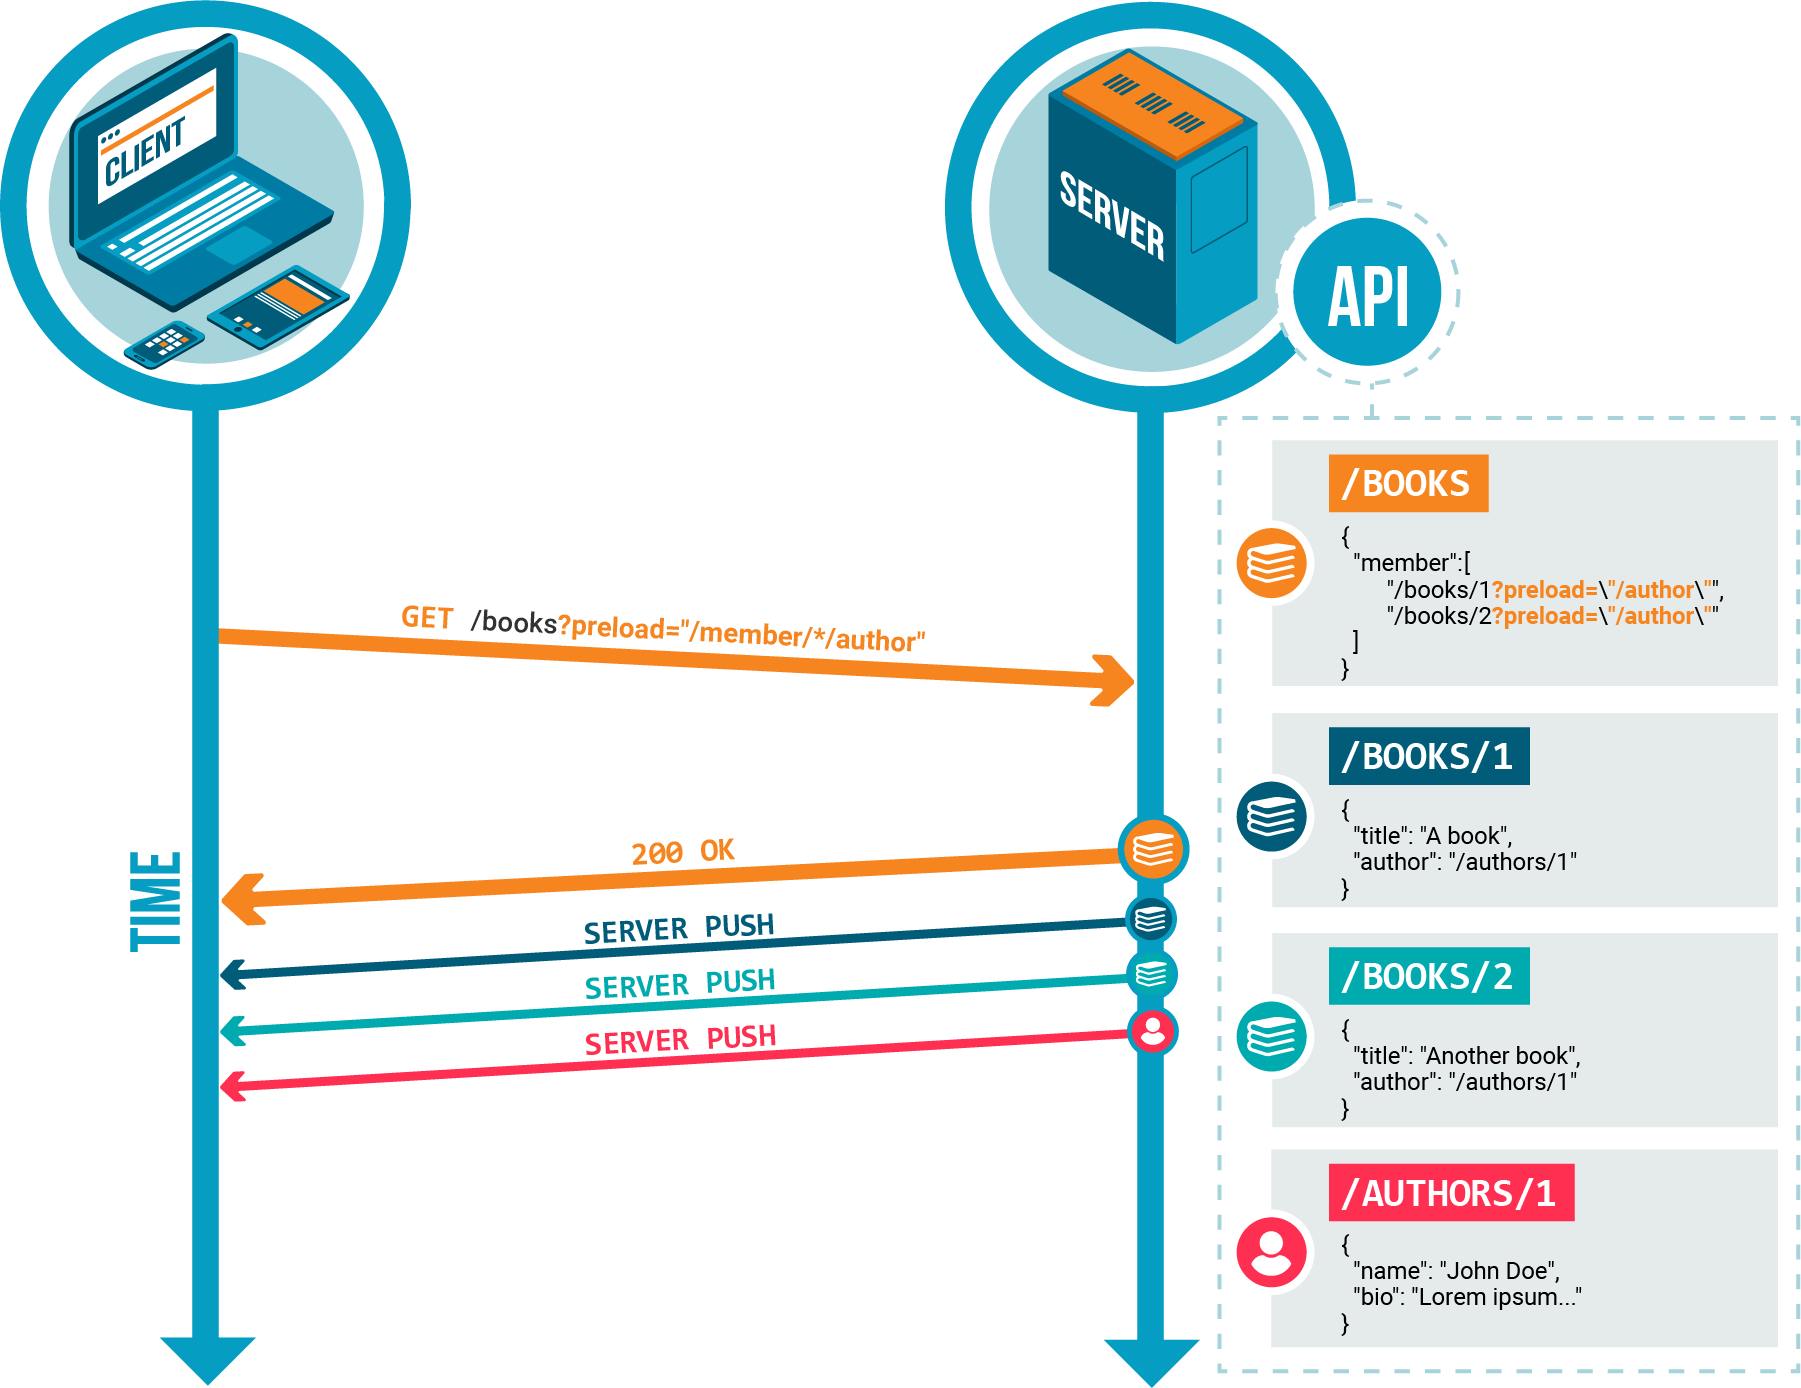 CLIENT
SERVER
API
GET /books?preload="/member/*/author"
200 OK
SERVER PUSH
SERVER PUSH
SERVER PUSH
TIME
/BOOKS
{
"member":[
"/books/1?preload=\"/author\"",
"/books/2?preload=\"/author\""
]
}
/BOOKS/1
{
"title": "A book",
"author": "/authors/1"
}
/BOOKS/2
{
"title": "Another book",
"author": "/authors/1"
}
/AUTHORS/1
{
"name": "John Doe",
"bio": "Lorem ipsum..."
}